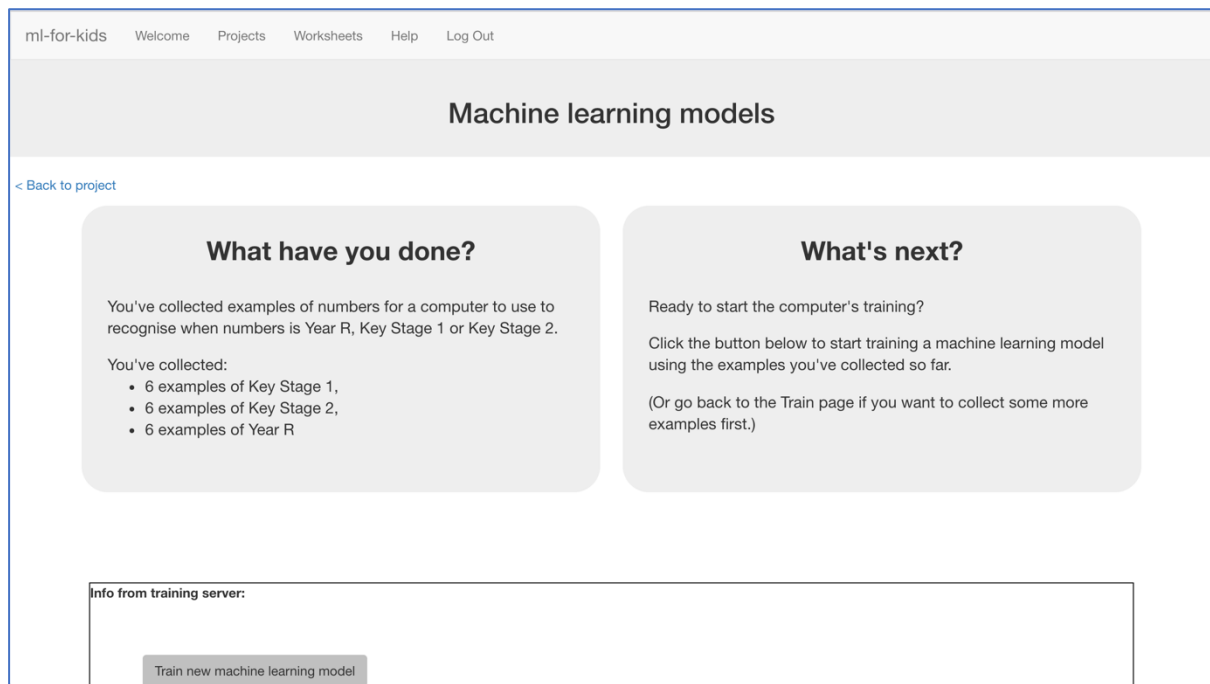 ml-for-kids Welcome Projects Worksheets Help Log Out
Machine learning models
< Back to project
What have you done?
You've collected examples of numbers for a computer to use to
recognise when numbers is Year R, Key Stage 1 or Key Stage 2.
You've collected:
• 6 examples of Key Stage 1,
• 6 examples of Key Stage 2,
• 6 examples of Year R
What's next?
Ready to start the computer's training?
Click the button below to start training a machine learning model
using the examples you've collected so far.
(Or go back to the Train page if you want to collect some more
examples first.)
Info from training server:
Train new machine learning model